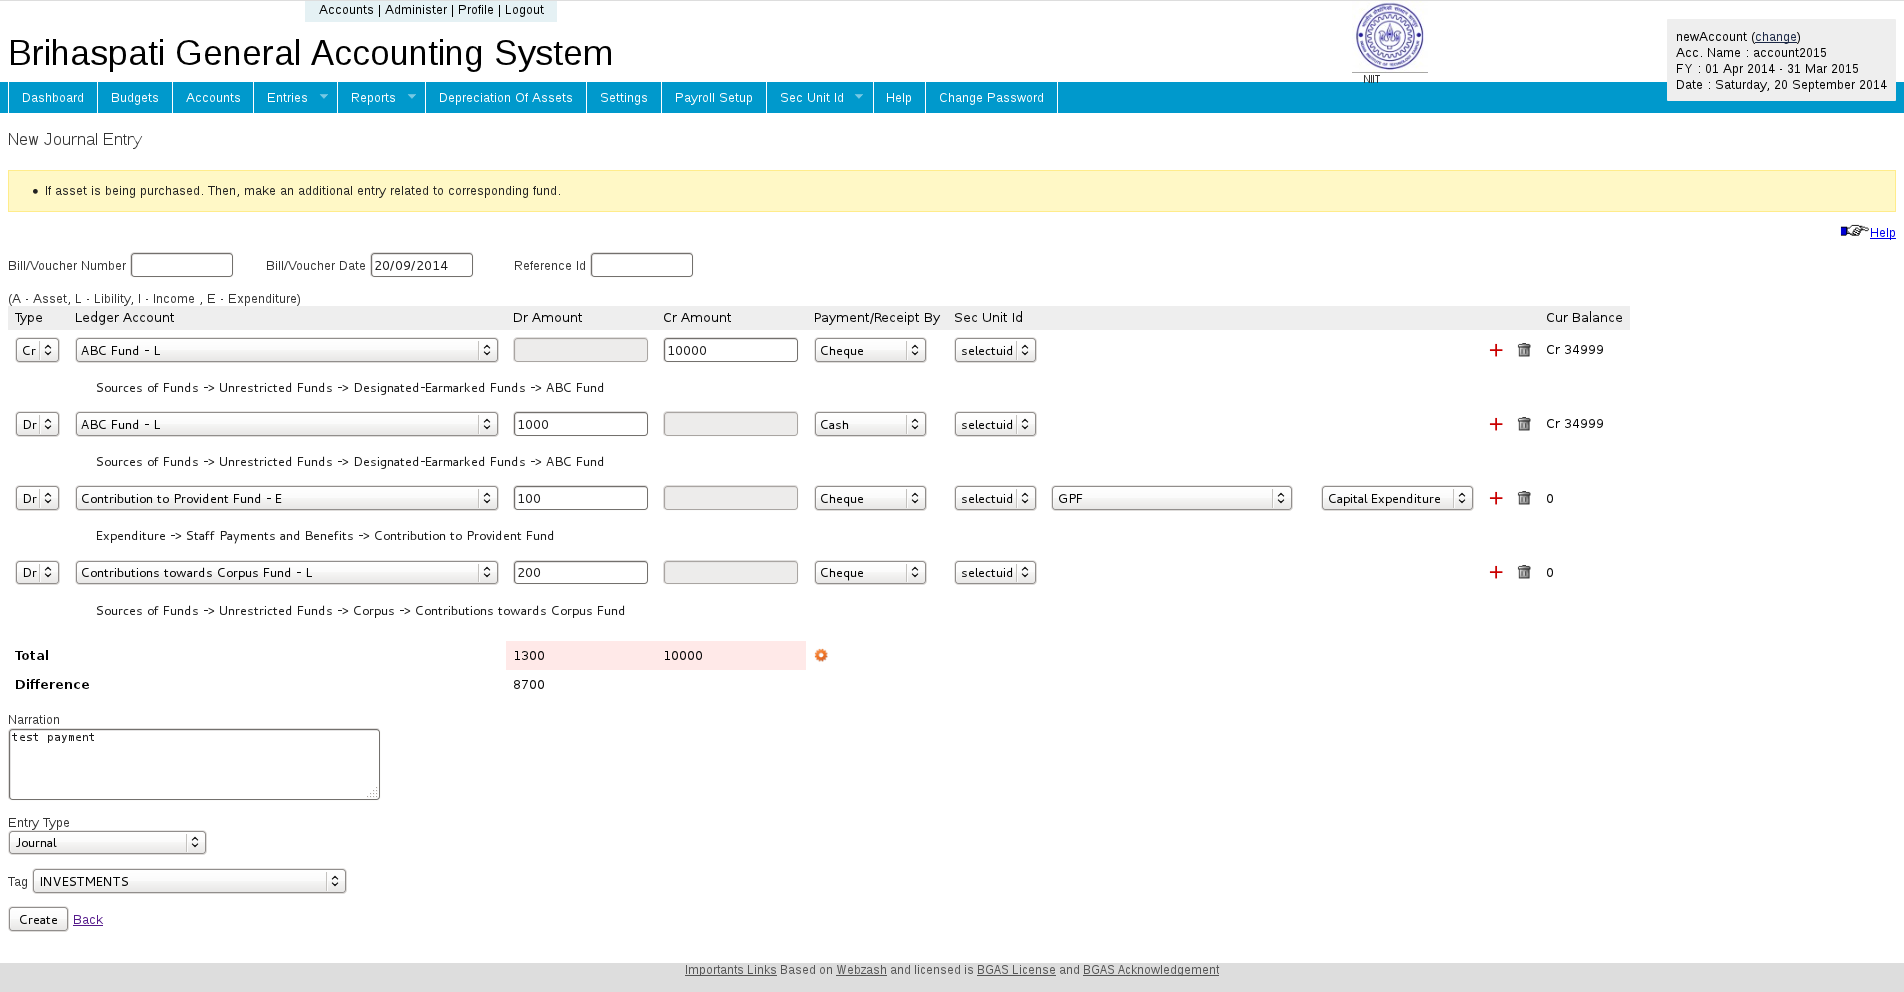 Accounts | Administer | Profile | Logout
Brihaspati General Accounting System
NIIT
newAccount (change)
Acc. Name : account2015
FY : 01 Apr 2014 - 31 Mar 2015
Date : Saturday, 20 September 2014
Dashboard Budgets Accounts Entries Reports Depreciation Of Assets Settings Payroll Setup Sec Unit Id Help Change Password
New Journal Entry
• If asset is being purchased. Then, make an additional entry related to corresponding fund.
Help
Bill/Voucher Number Bill/Voucher Date 20/09/2014 Reference Id
(A - Asset, L - Libility, I - Income , E - Expenditure)
Type Ledger Account Dr Amount Cr Amount Payment/Receipt By Sec Unit Id Cur Balance
Cr ABC Fund - L 10000 Cheque selectuid + Cr 34999
Sources of Funds -> Unrestricted Funds -> Designated-Earmarked Funds -> ABC Fund
Dr ABC Fund - L 1000 Cash selectuid + Cr 34999
Sources of Funds -> Unrestricted Funds -> Designated-Earmarked Funds -> ABC Fund
Dr Contribution to Provident Fund - E 100 Cheque selectuid GPF Capital Expenditure + 0
Expenditure -> Staff Payments and Benefits -> Contribution to Provident Fund
Dr Contributions towards Corpus Fund - L 200 Cheque selectuid + 0
Sources of Funds -> Unrestricted Funds -> Corpus -> Contributions towards Corpus Fund
Total 1300 10000
Difference 8700
Narration
test payment
Entry Type
Journal
Tag INVESTMENTS
Create Back
Importants Links Based on Webzash and licensed is BGAS License and BGAS Acknowledgement